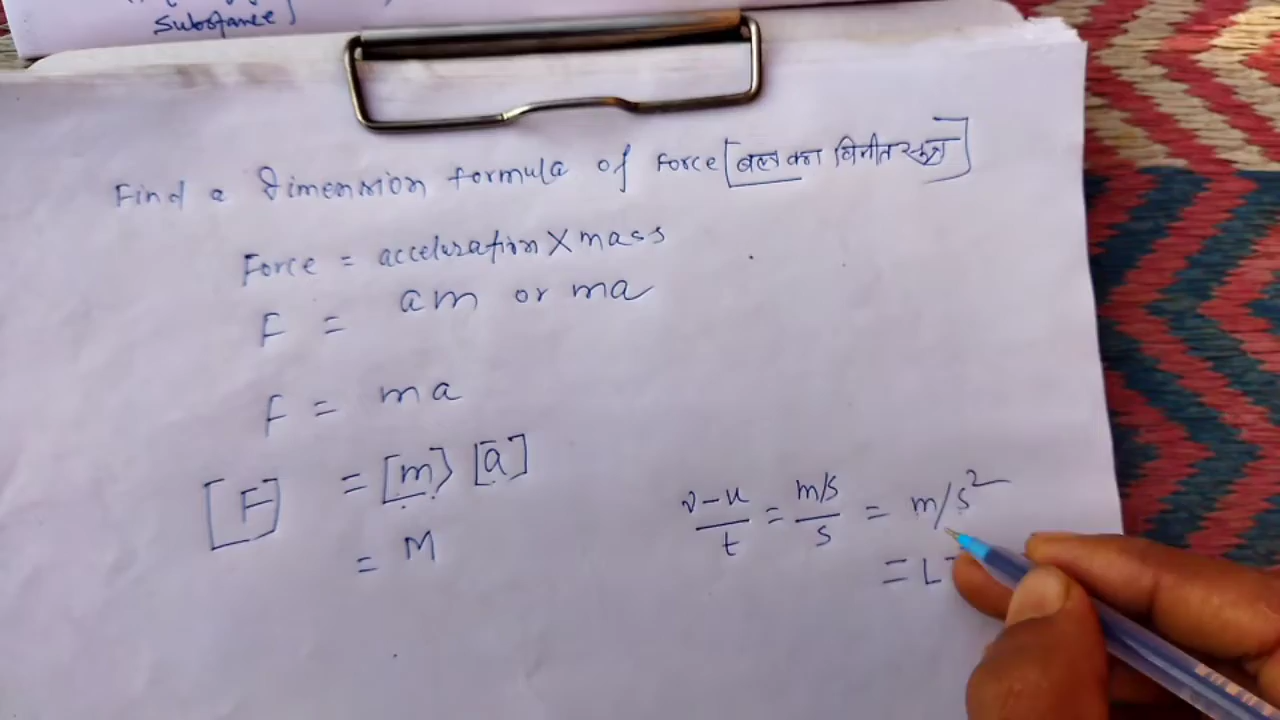 substance]
Find a Dimension formula of Force [बल का विमीत सूत्र]
Force = acceleration X mass
F = am or ma
F = ma
[F] = [m] [a]
= M
v-u/t = m/s/s = m/s²
= L